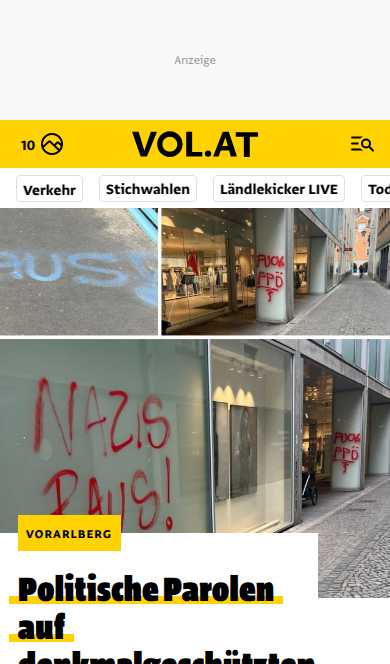 Anzeige
10
VOL.AT
Verkehr
Stichwahlen
Ländlekicker LIVE
Tod
AUS
FUCK
FPÖ
NAZIS
RAUS!
FUCK
FPÖ
VORARLBERG
Politische Parolen
auf
denkmalgeschützten